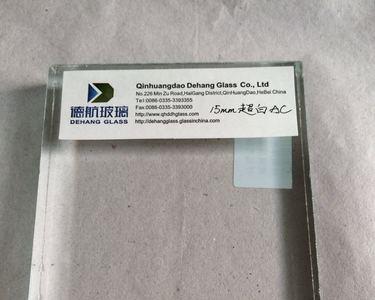 德航玻璃
DEHANG GLASS
Qinhuangdao Dehang Glass Co., Ltd
No.226 Min Zu Road,HaiGang District,QinHuangDao,HeBei China
Tel:0086-0335-3393355
Fax:0086-0335-3393000
http://www.qhddhglass.com
http://dehangglass.glassinchina.com
15mm 超白 AC